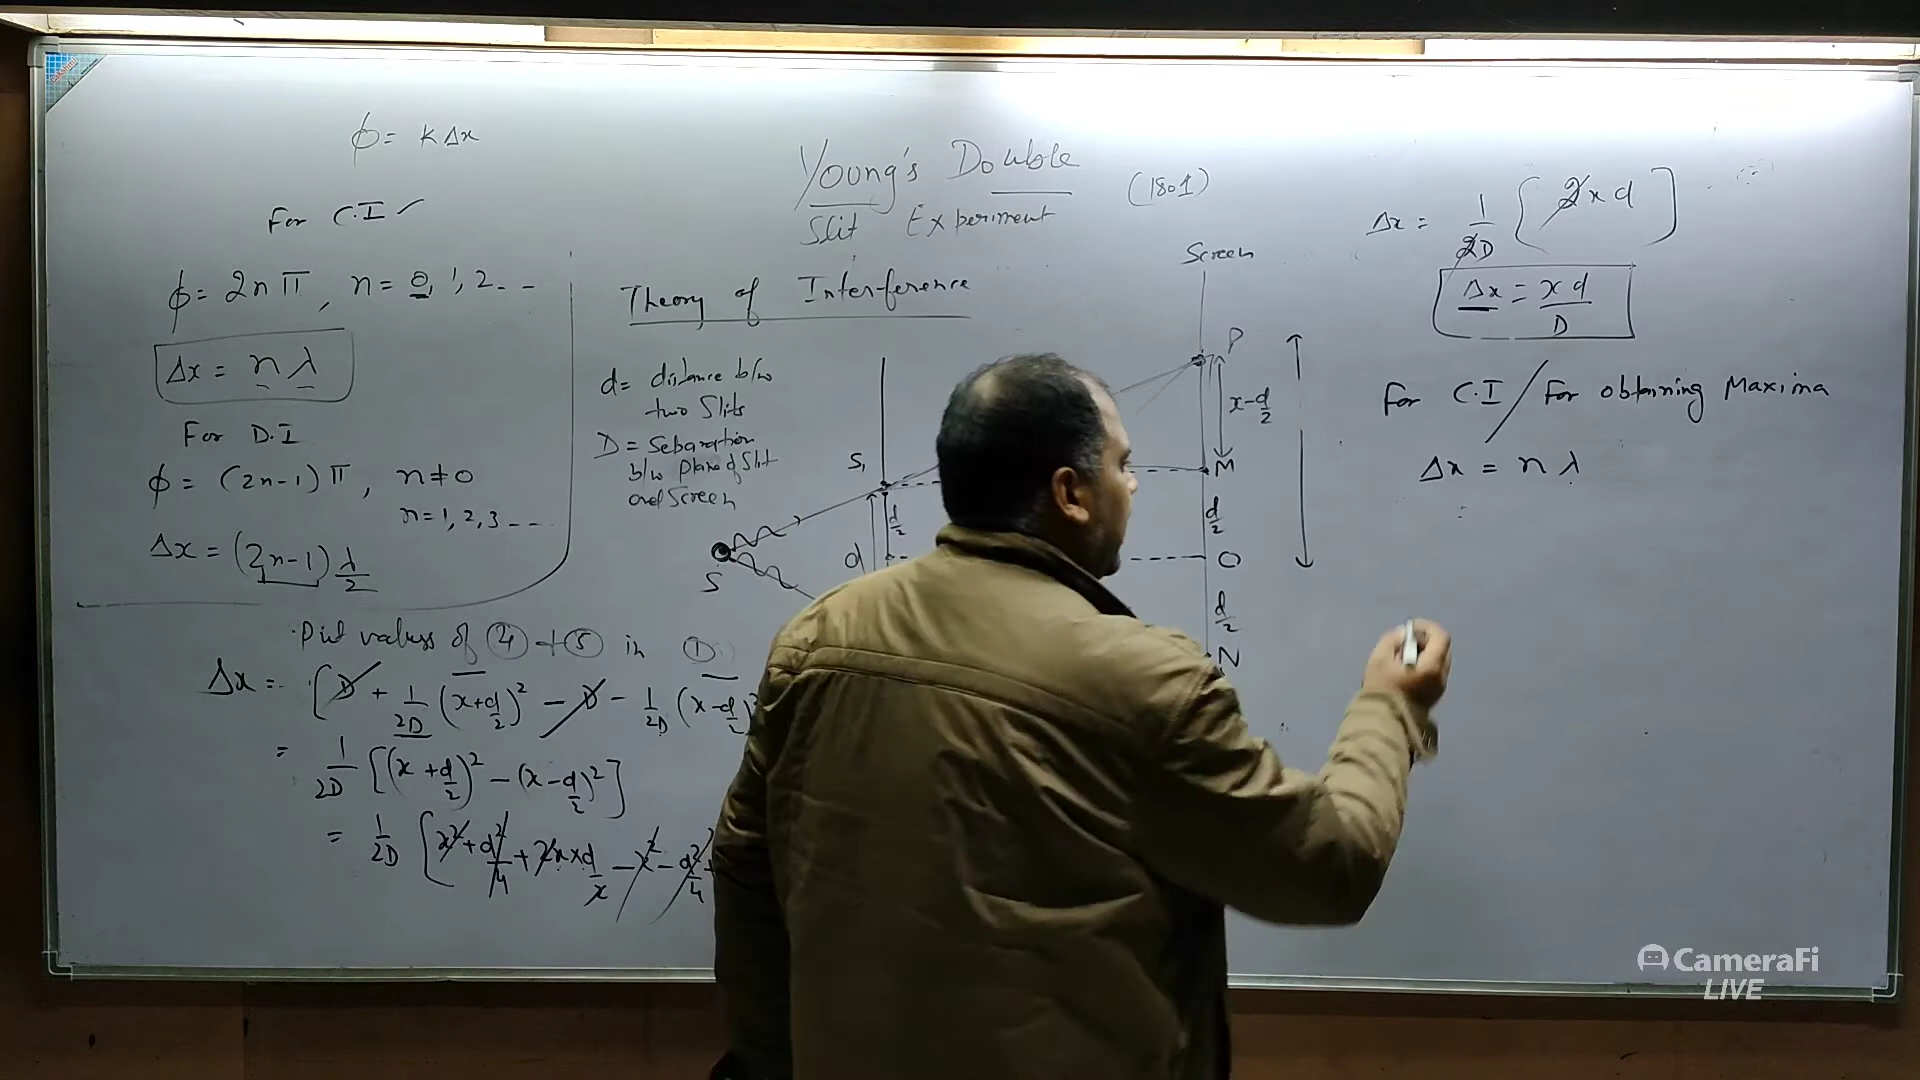 ϕ = KΔx
For C.I ✓
ϕ = 2nπ, n = 0, 1, 2 - -
Δx = nλ
For D.I
ϕ = (2n-1)π, n ≠ 0
n = 1, 2, 3 - - -
Δx = (2n-1) λ/2
Young's Double
Slit Experiment
(1801)
Theory of Interference
d = distance b/w
two Slits
D = Sebaration
b/w plane of Slit
and Screen
S
S₁
d/2
d
Screen
P
x-d/2
M
d/2
O
d/2
N
Put values of ④ + ⑤ in ①
Δx = [D + 1/2D (x+d/2)² - D - 1/2D (x-d/2)²
= 1/2D [(x+d/2)² - (x-d/2)²]
= 1/2D [x² + d²/4 + 2x×d/2 - x² - d²/4
Δx = 1/2D [2xd]
Δx = xd/D
For C.I / For obtaining Maxima
Δx = nλ
CameraFi
LIVE